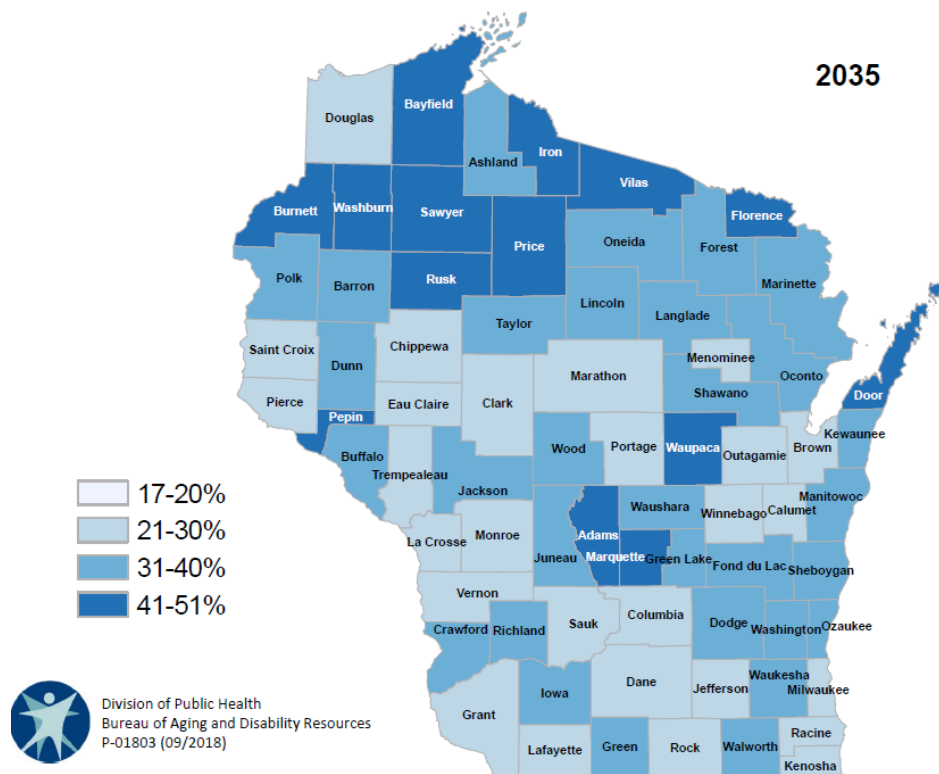 2035
Douglas
Bayfield
Ashland
Iron
Vilas
Burnett
Washburn
Sawyer
Price
Oneida
Forest
Florence
Polk
Barron
Rusk
Lincoln
Langlade
Marinette
Taylor
Saint Croix
Dunn
Chippewa
Marathon
Menominee
Oconto
Shawano
Pierce
Pepin
Eau Claire
Clark
Door
Buffalo
Trempealeau
Jackson
Wood
Portage
Waupaca
Outagamie
Brown
Kewaunee
La Crosse
Monroe
Juneau
Adams
Marquette
Waushara
Green Lake
Winnebago
Calumet
Manitowoc
Fond du Lac
Sheboygan
Vernon
Crawford
Richland
Sauk
Columbia
Dodge
Washington
Ozaukee
Grant
Iowa
Dane
Jefferson
Waukesha
Milwaukee
Lafayette
Green
Rock
Walworth
Racine
Kenosha
17-20%
21-30%
31-40%
41-51%
Division of Public Health
Bureau of Aging and Disability Resources
P-01803 (09/2018)